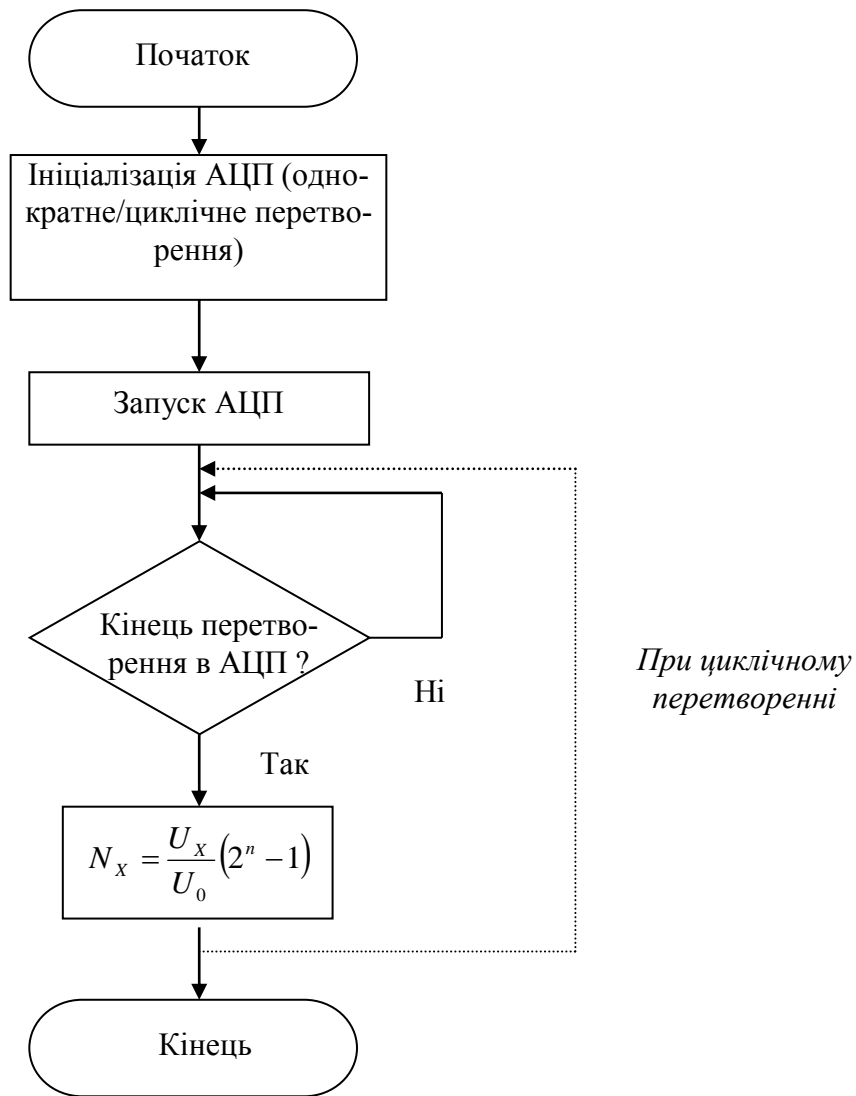 Початок
Ініціалізація АЦП (одно-
кратне/циклічне перетво-
рення)
Запуск АЦП
Кінець перетво-
рення в АЦП ?
Ні
При циклічному
перетворенні
Так
N_X = \frac{U_X}{U_0}(2^n - 1)
Кінець